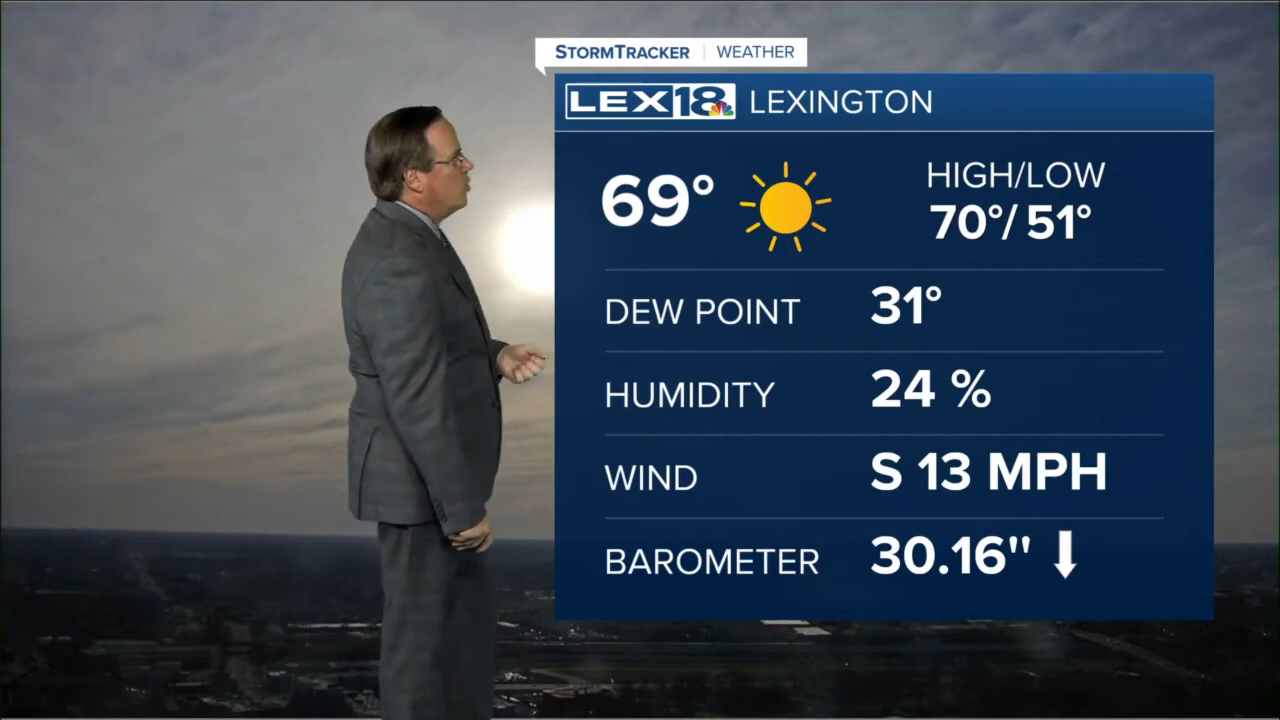 STORMTRACKER | WEATHER
LEX18 LEXINGTON
69° HIGH/LOW
70°/51°
DEW POINT 31°
HUMIDITY 24 %
WIND S 13 MPH
BAROMETER 30.16"